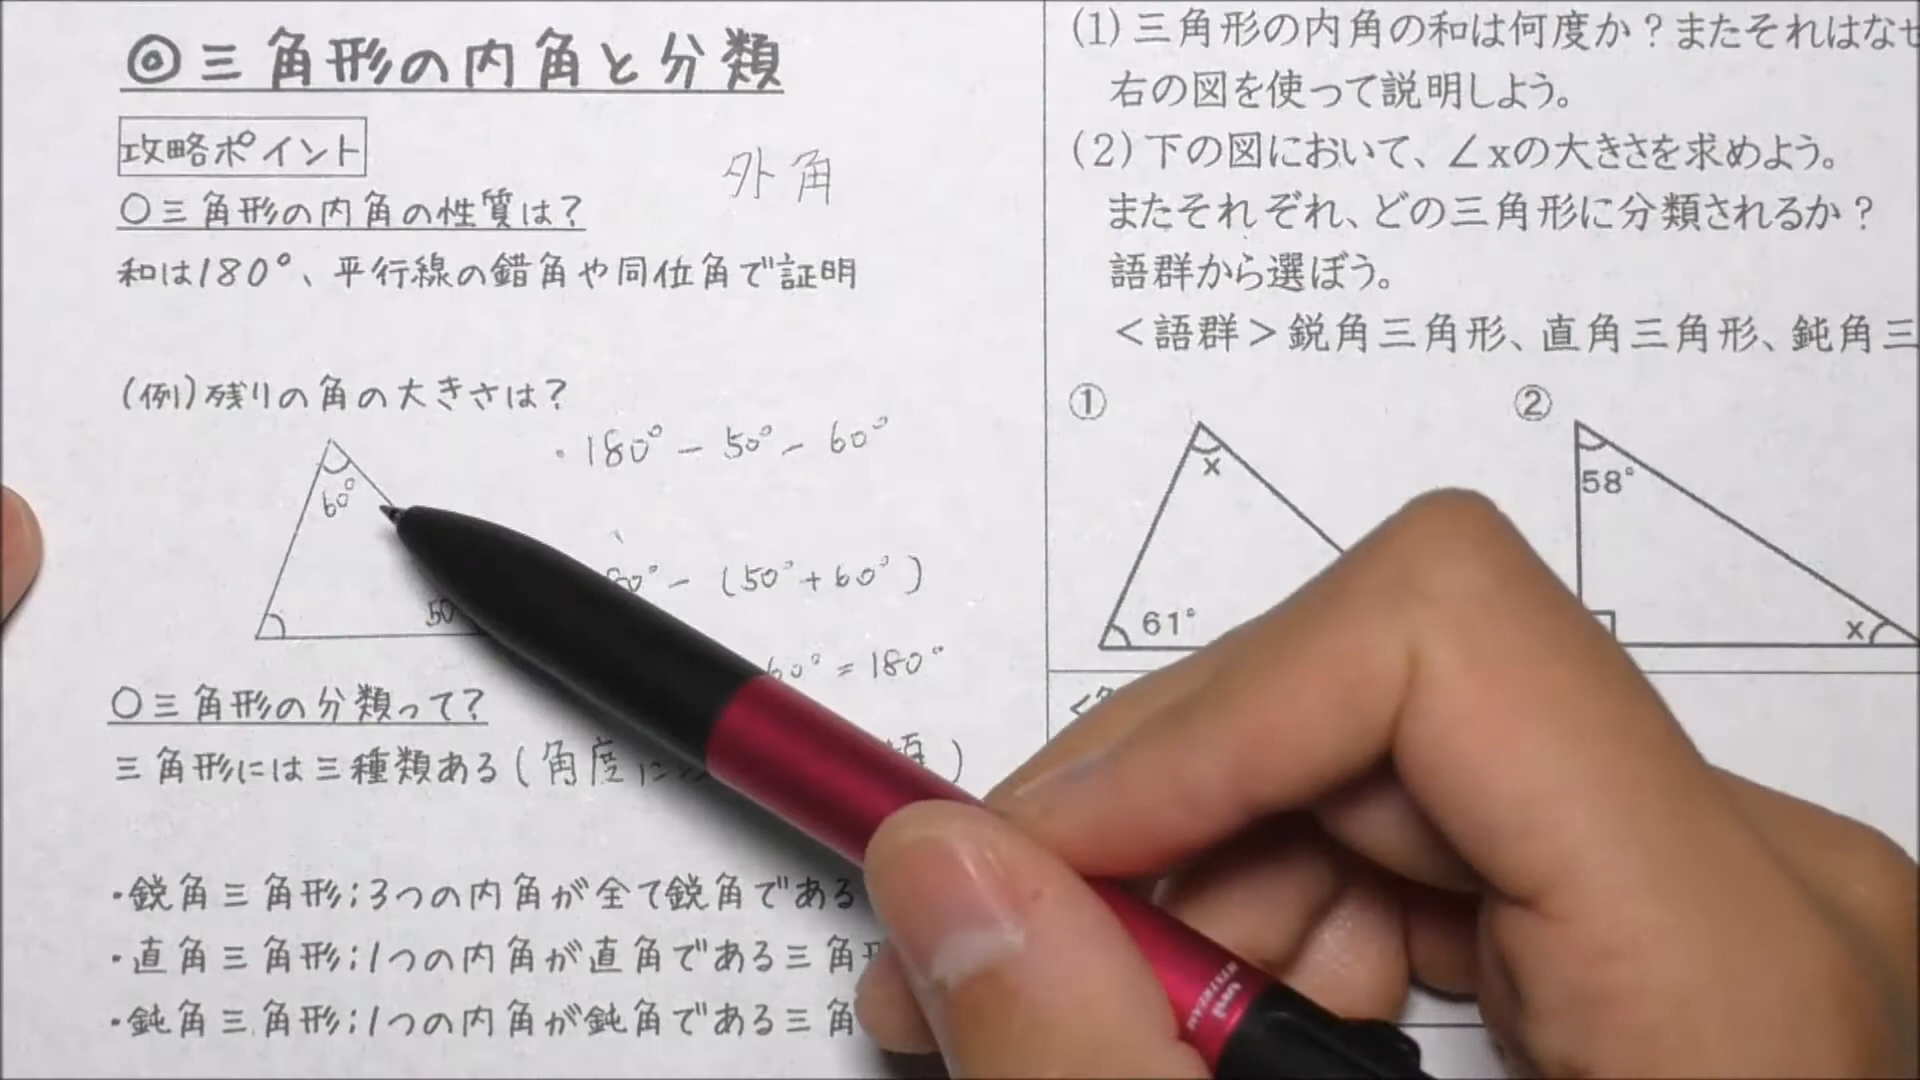 ◎三角形の内角と分類
攻略ポイント
外角
○三角形の内角の性質は?
和は180°、平行線の錯角や同位角で証明
(例)残りの角の大きさは?
・180°-50°-60°
60°
80°-(50°+60°)
50°
60°=180°
○三角形の分類って?
三角形には三種類ある(角度に 類)
・鋭角三角形;3つの内角が全て鋭角である
・直角三角形;1つの内角が直角である三角形
・鈍角三角形;1つの内角が鈍角である三角
(1)三角形の内角の和は何度か?またそれはなぜ
右の図を使って説明しよう。
(2)下の図において、∠xの大きさを求めよう。
またそれぞれ、どの三角形に分類されるか?
語群から選ぼう。
<語群>鋭角三角形、直角三角形、鈍角三
①
x
61°
②
58°
x
uni